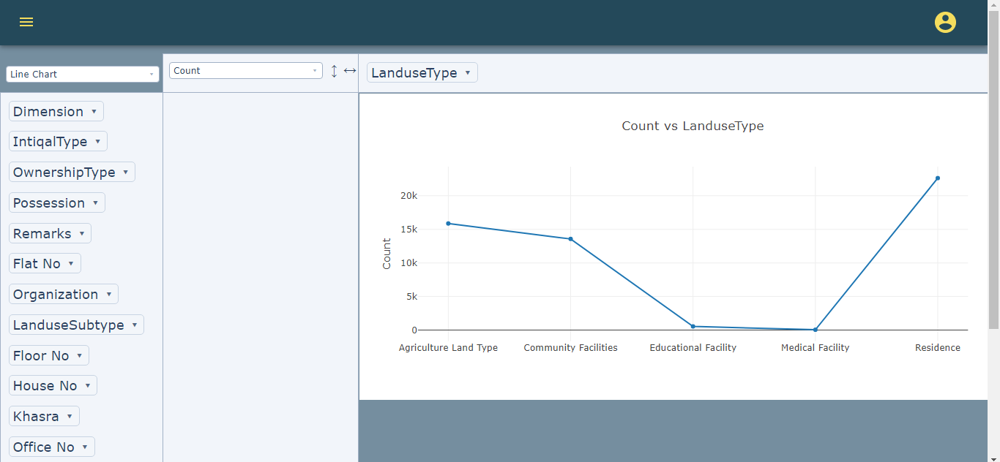 Line Chart
Count
LanduseType
Dimension
IntiqalType
OwnershipType
Possession
Remarks
Flat No
Organization
LanduseSubtype
Floor No
House No
Khasra
Office No
Count vs LanduseType
20k
15k
10k
5k
0
Count
Agriculture Land Type
Community Facilities
Educational Facility
Medical Facility
Residence